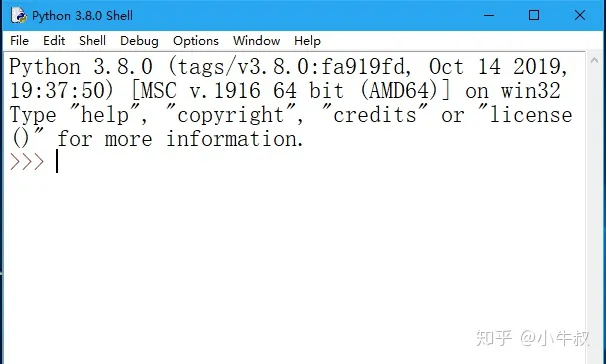 Python 3.8.0 Shell
File Edit Shell Debug Options Window Help
Python 3.8.0 (tags/v3.8.0:fa919fd, Oct 14 2019,
19:37:50) [MSC v.1916 64 bit (AMD64)] on win32
Type "help", "copyright", "credits" or "license
()" for more information.
>>>
知乎 @小牛叔